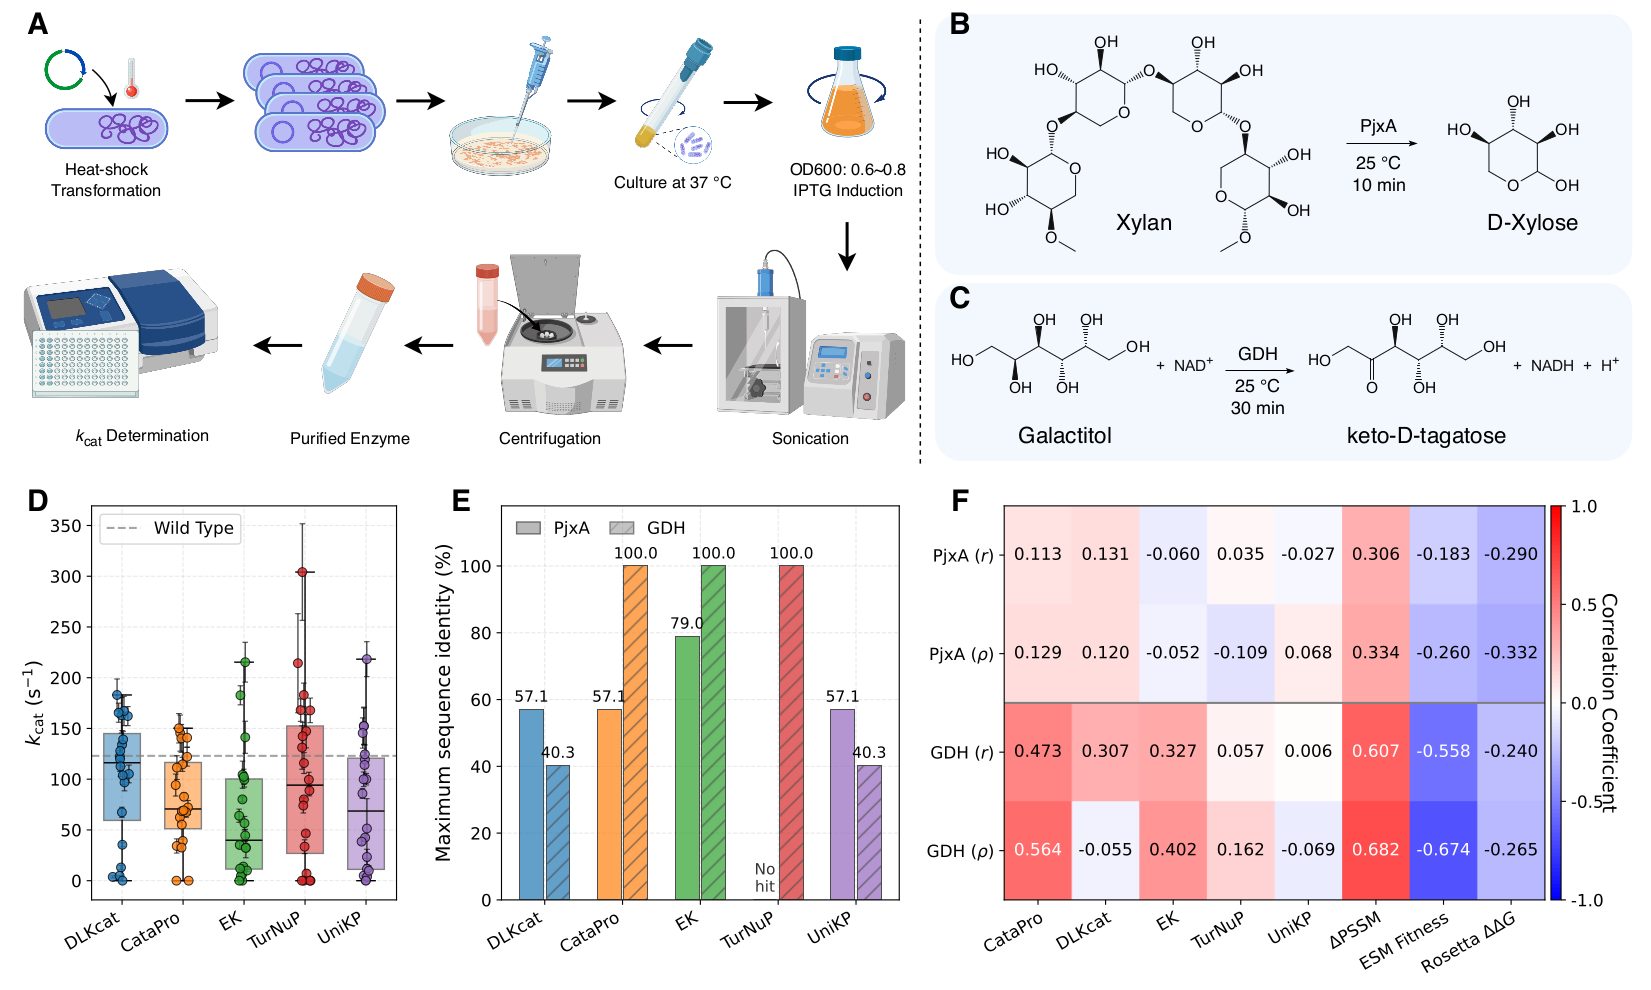 A
Heat-shock
Transformation
Culture at 37 °C
OD600: 0.6~0.8
IPTG Induction
kcat Determination
Purified Enzyme
Centrifugation
Sonication
B
OH
OH
HO
O
OH
O
O
O
O
HO
OH
O
O
HO
OH
O
O
Xylan
PjxA
25 °C
10 min
OH
HO
OH
O
OH
D-Xylose
C
OH
OH
HO
OH
OH
OH
Galactitol
+ NAD+
GDH
25 °C
30 min
OH
OH
HO
OH
O
OH
keto-D-tagatose
+ NADH + H+
D
Wild Type
kcat (s−1)
350
300
250
200
150
100
50
0
DLKcat
CataPro
EK
TurNuP
UniKP
E
PjxA
GDH
Maximum sequence identity (%)
100
80
60
40
20
0
57.1
40.3
57.1
100.0
79.0
100.0
No
hit
100.0
57.1
40.3
DLKcat
CataPro
EK
TurNuP
UniKP
F
PjxA (r) 0.113 0.131 -0.060 0.035 -0.027 0.306 -0.183 -0.290
PjxA (ρ) 0.129 0.120 -0.052 -0.109 0.068 0.334 -0.260 -0.332
GDH (r) 0.473 0.307 0.327 0.057 0.006 0.607 -0.558 -0.240
GDH (ρ) 0.564 -0.055 0.402 0.162 -0.069 0.682 -0.674 -0.265
CataPro
DLKcat
EK
TurNuP
UniKP
ΔPSSM
ESM Fitness
Rosetta ΔΔG
1.0
0.5
0.0
-0.5
-1.0
Correlation Coefficient